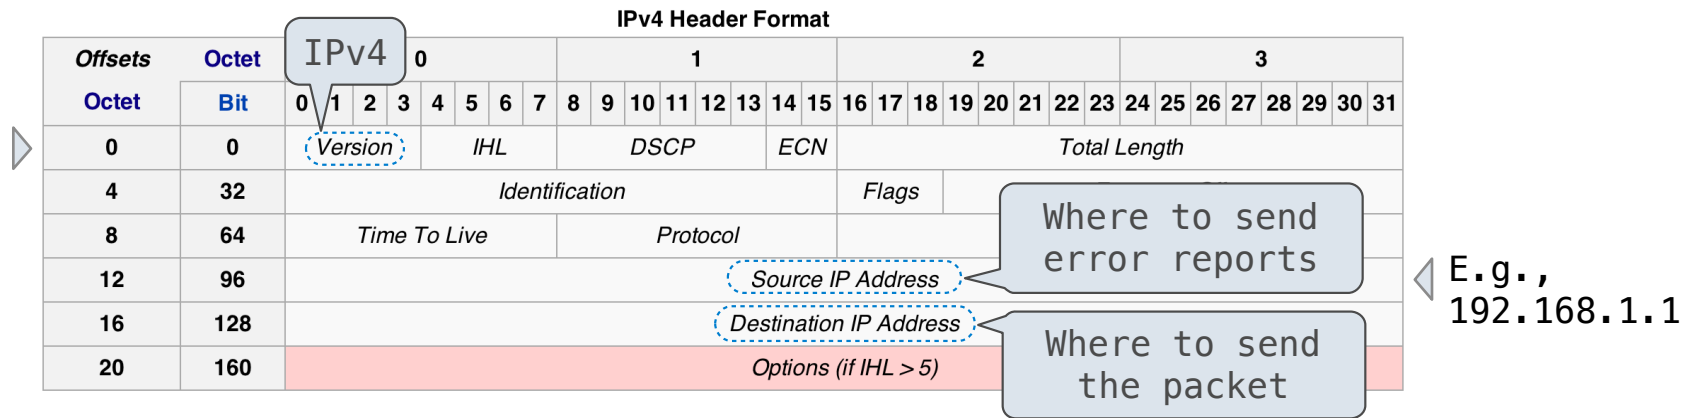 IPv4 Header Format
Offsets Octet IPv4 0 1 2 3
Octet Bit 0 1 2 3 4 5 6 7 8 9 10 11 12 13 14 15 16 17 18 19 20 21 22 23 24 25 26 27 28 29 30 31
0 0 Version IHL DSCP ECN Total Length
4 32 Identification Flags
8 64 Time To Live Protocol
Where to send
error reports
12 96 Source IP Address
E.g.,
192.168.1.1
16 128 Destination IP Address
Where to send
the packet
20 160 Options (if IHL > 5)